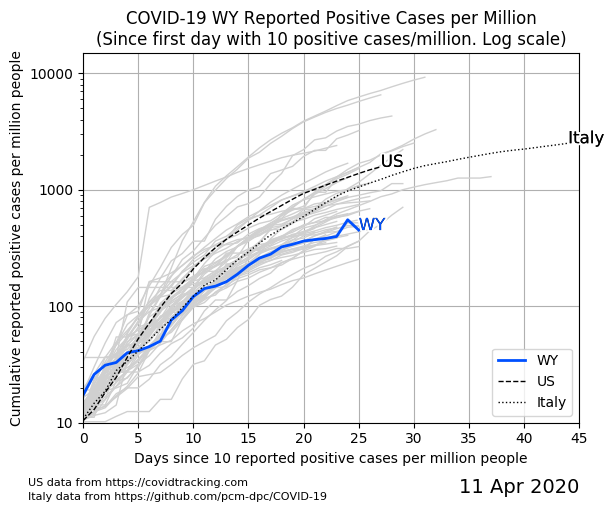 COVID-19 WY Reported Positive Cases per Million
(Since first day with 10 positive cases/million. Log scale)
Cumulative reported positive cases per million people
10000
1000
100
10
Italy
US
WY
WY
US
Italy
0 5 10 15 20 25 30 35 40 45
Days since 10 reported positive cases per million people
US data from https://covidtracking.com
Italy data from https://github.com/pcm-dpc/COVID-19
11 Apr 2020